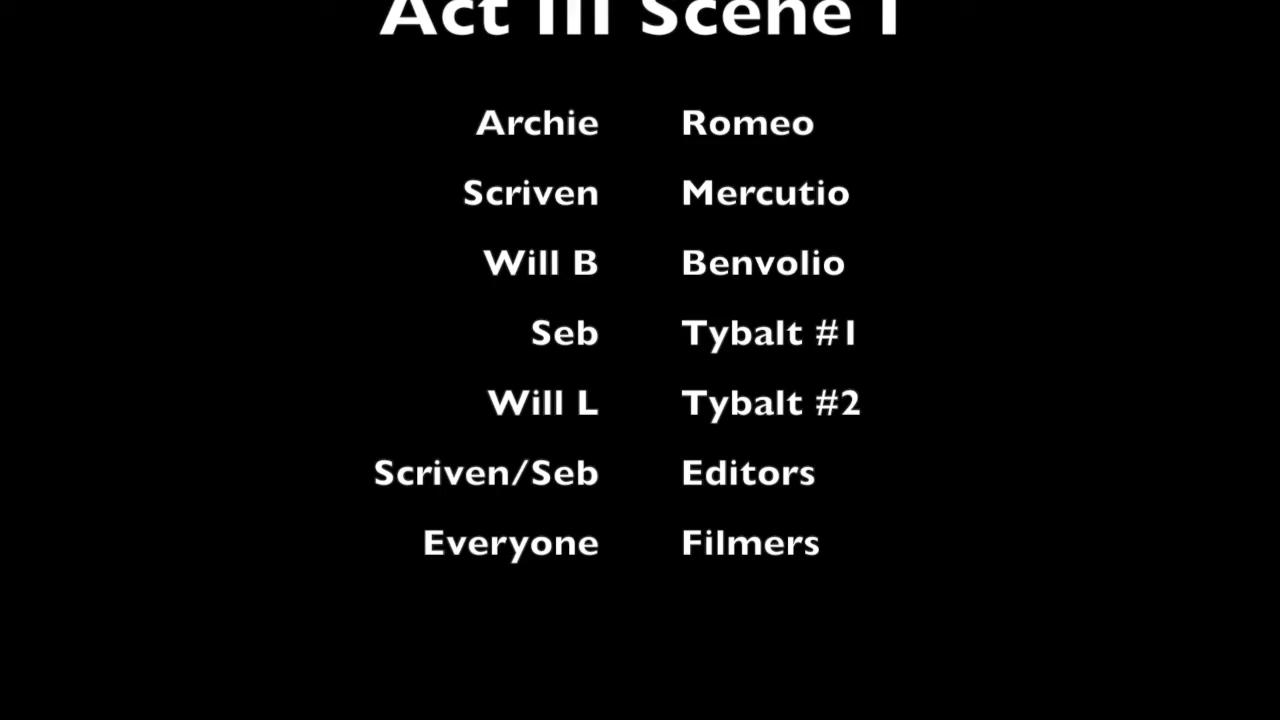 Act III Scene I
Archie Romeo
Scriven Mercutio
Will B Benvolio
Seb Tybalt #1
Will L Tybalt #2
Scriven/Seb Editors
Everyone Filmers